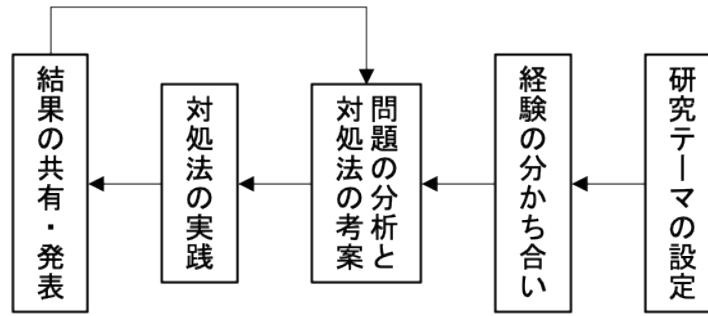 研究テーマの設定
経験の分かち合い
問題の分析と
対処法の考案
対処法の実践
結果の共有・発表